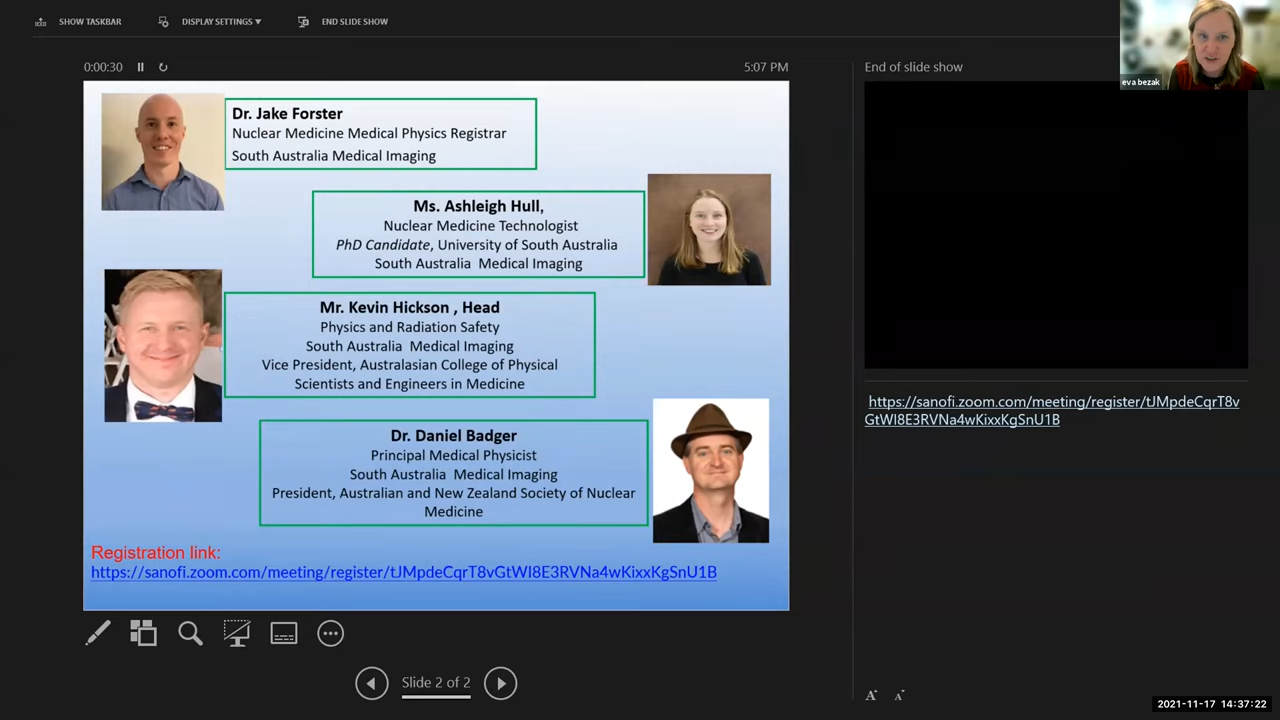 SHOW TASKBAR
DISPLAY SETTINGS ▼
END SLIDE SHOW
0:00:30
5:07 PM
End of slide show
eva bezak
Dr. Jake Forster
Nuclear Medicine Medical Physics Registrar
South Australia Medical Imaging
Ms. Ashleigh Hull,
Nuclear Medicine Technologist
PhD Candidate, University of South Australia
South Australia Medical Imaging
Mr. Kevin Hickson , Head
Physics and Radiation Safety
South Australia Medical Imaging
Vice President, Australasian College of Physical
Scientists and Engineers in Medicine
Dr. Daniel Badger
Principal Medical Physicist
South Australia Medical Imaging
President, Australian and New Zealand Society of Nuclear
Medicine
Registration link:
https://sanofi.zoom.com/meeting/register/tJMpdeCqrT8vGtWI8E3RVNa4wKixxKgSnU1B
https://sanofi.zoom.com/meeting/register/tJMpdeCqrT8v
GtWI8E3RVNa4wKixxKgSnU1B
Slide 2 of 2
A A
2021-11-17 14:37:22